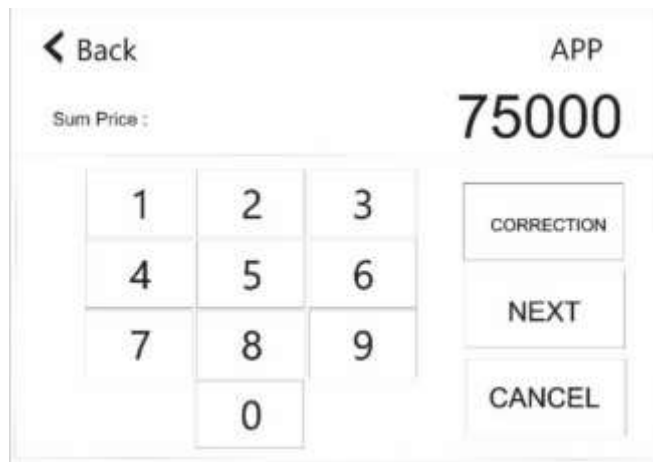 Back APP
Sum Price : 75000
1 2 3 CORRECTION
4 5 6
NEXT
7 8 9
0 CANCEL